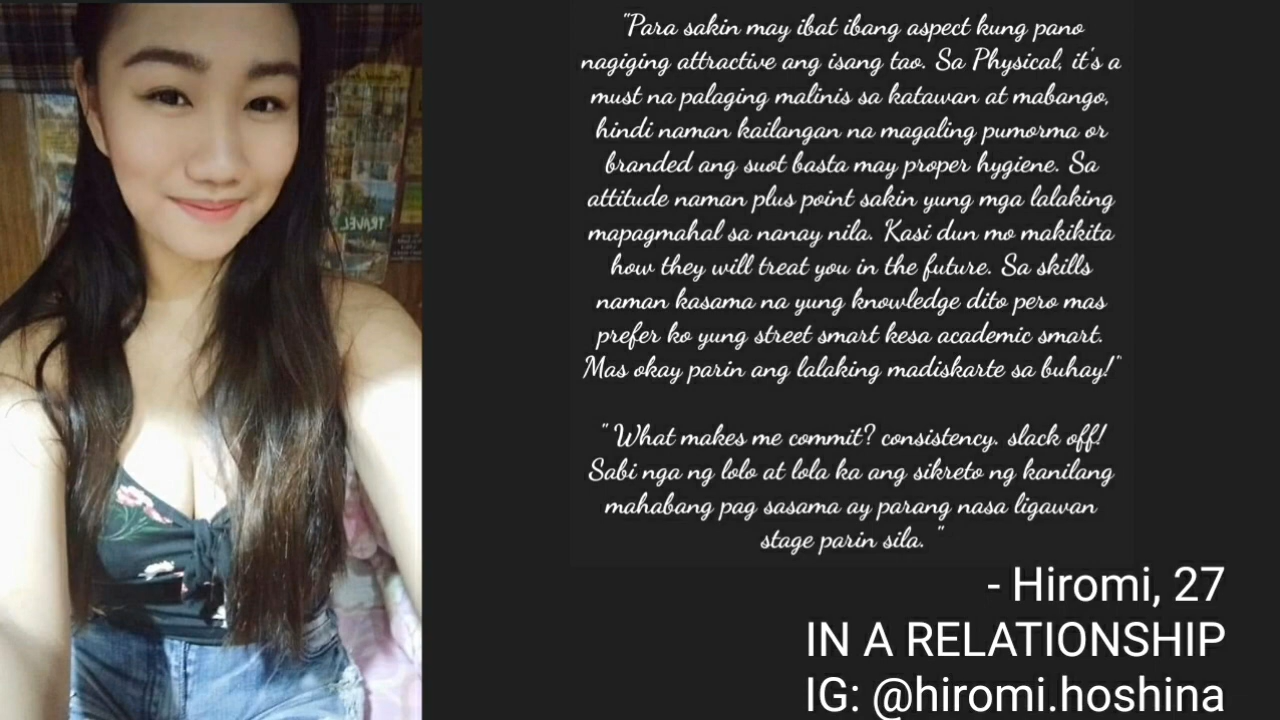 "Para sakin may ibat ibang aspect kung pano
nagiging attractive ang isang tao. Sa Physical, it's a
must na palaging malinis sa katawan at mabango,
hindi naman kailangan na magaling pumorma or
branded ang suot basta may proper hygiene. Sa
attitude naman plus point sakin yung mga lalaking
mapagmahal sa nanay nila. Kasi dun mo makikita
how they will treat you in the future. Sa skills
naman kasama na yung knowledge dito pero mas
prefer ko yung street smart kesa academic smart.
Mas okay parin ang lalaking madiskarte sa buhay!"
" What makes me commit? consistency. slack off!
Sabi nga ng lolo at lola ka ang sikreto ng kanilang
mahabang pag sasama ay parang nasa ligawan
stage parin sila. "
- Hiromi, 27
IN A RELATIONSHIP
IG: @hiromi.hoshina
TRAVEL